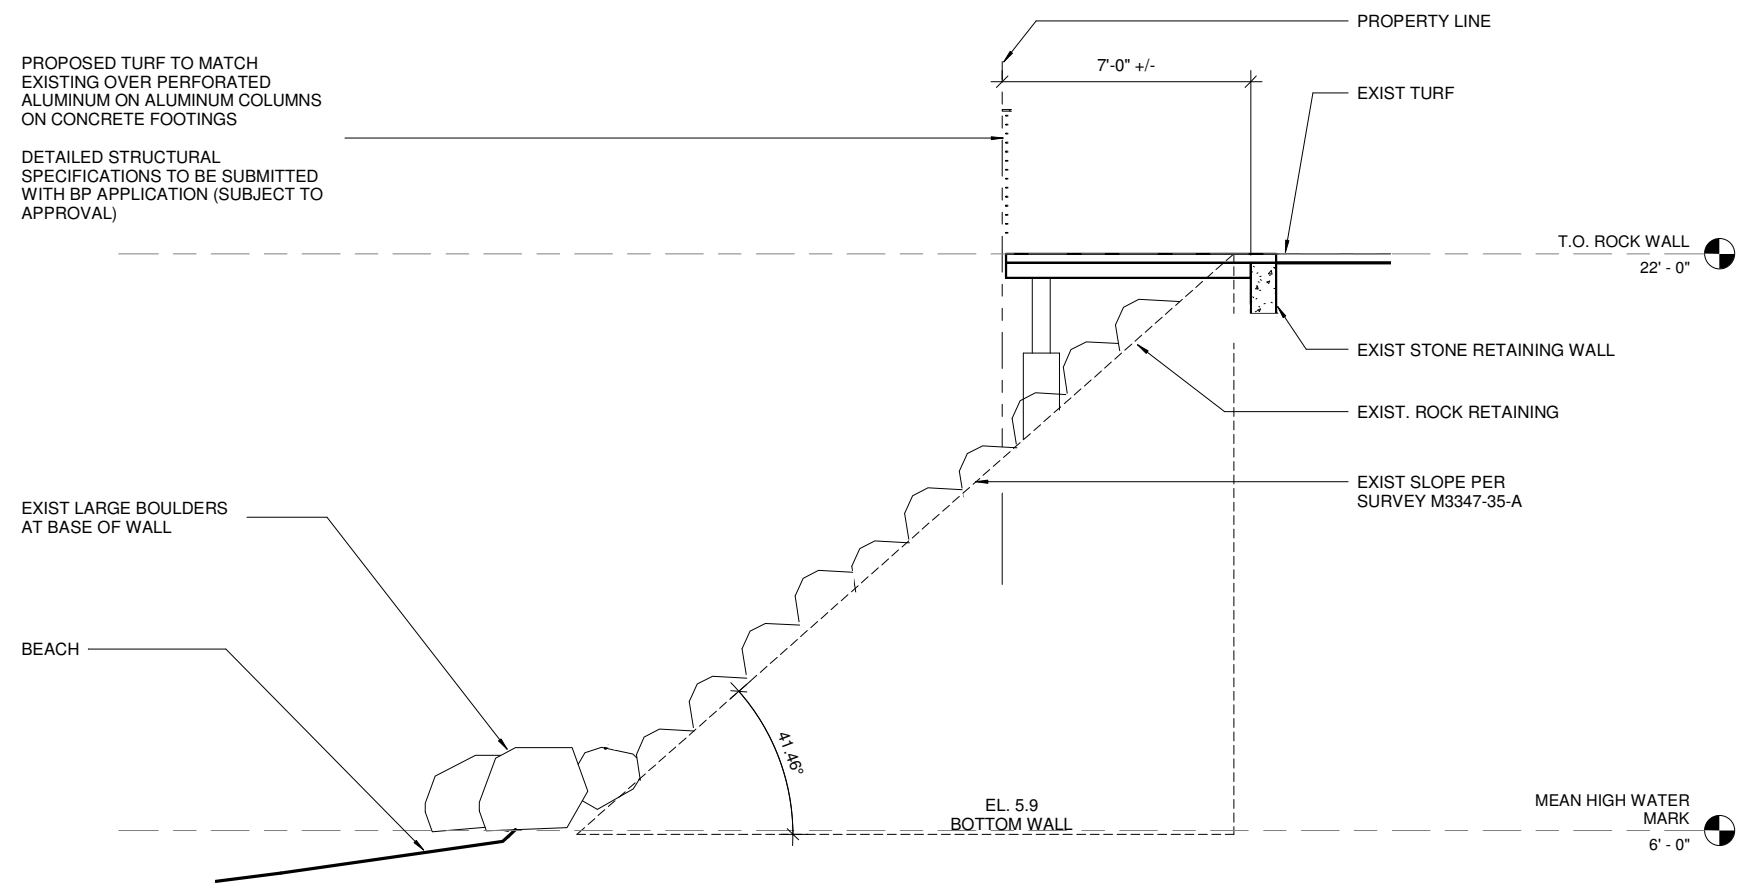 PROPERTY LINE
7'-0" +/-
EXIST TURF
PROPOSED TURF TO MATCH
EXISTING OVER PERFORATED
ALUMINUM ON ALUMINUM COLUMNS
ON CONCRETE FOOTINGS
DETAILED STRUCTURAL
SPECIFICATIONS TO BE SUBMITTED
WITH BP APPLICATION (SUBJECT TO
APPROVAL)
T.O. ROCK WALL
22' - 0"
EXIST STONE RETAINING WALL
EXIST. ROCK RETAINING
EXIST SLOPE PER
SURVEY M3347-35-A
EXIST LARGE BOULDERS
AT BASE OF WALL
BEACH
41.46°
EL. 5.9
BOTTOM WALL
MEAN HIGH WATER
MARK
6' - 0"